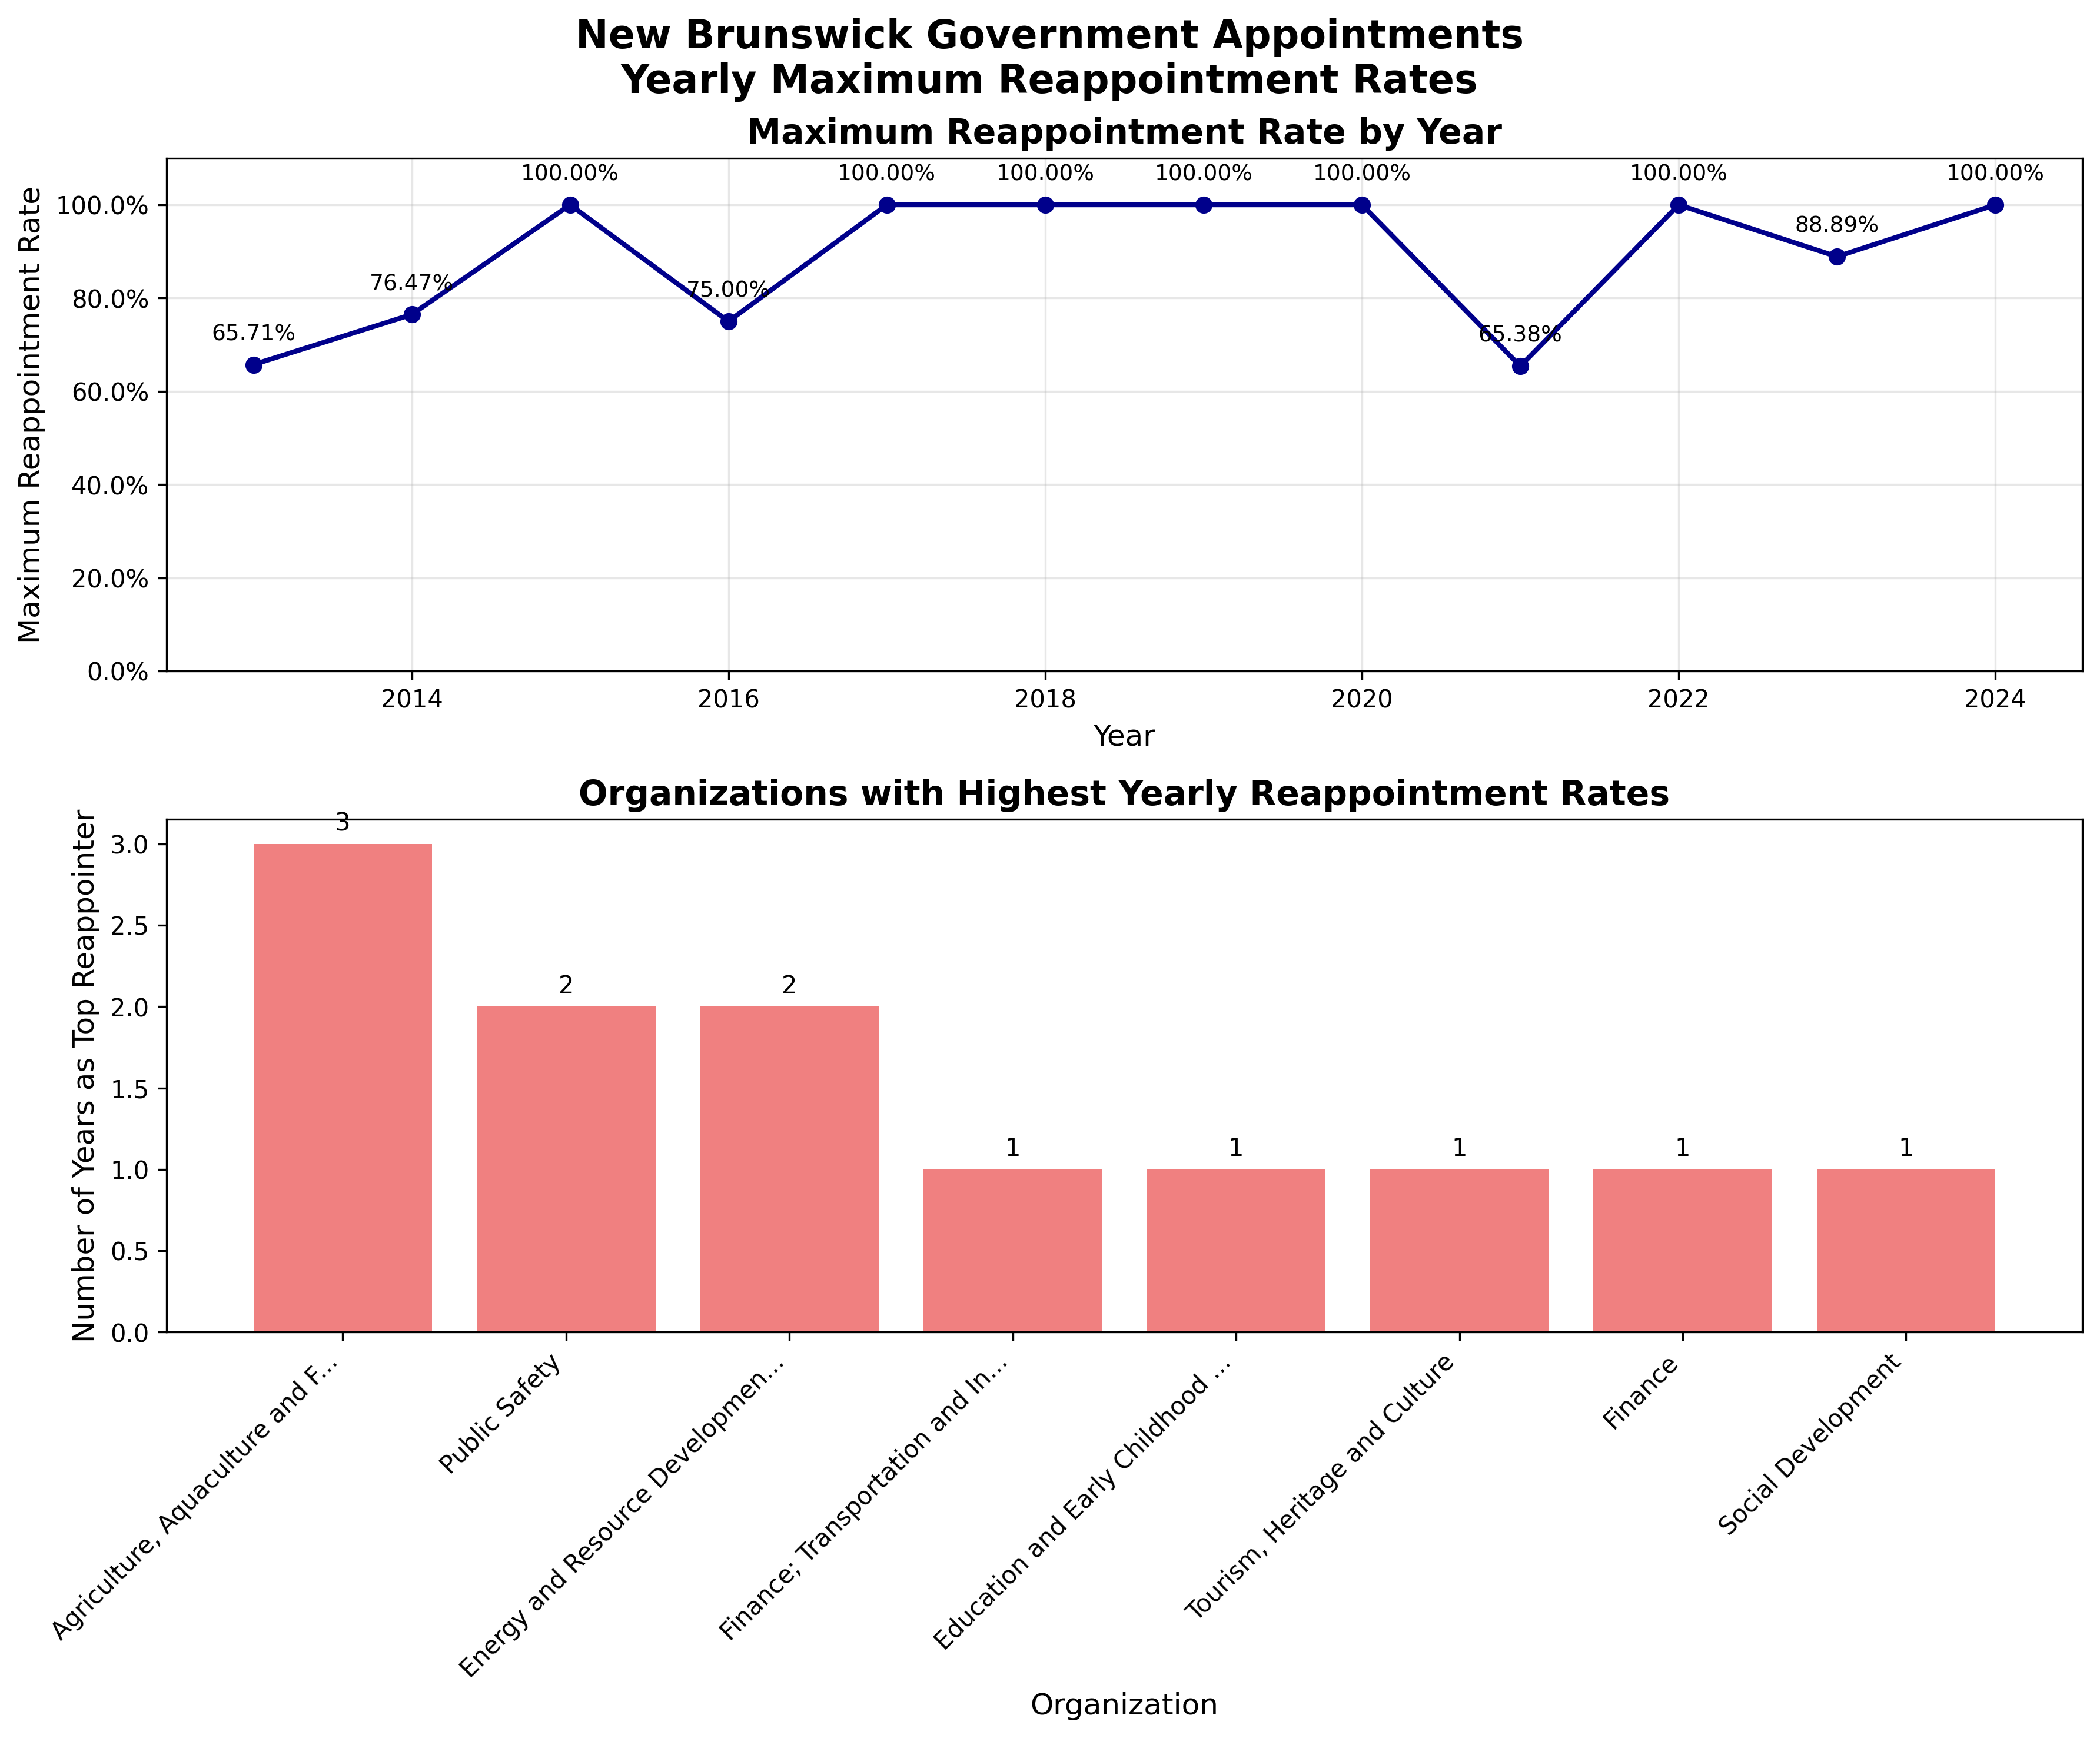 New Brunswick Government Appointments
Yearly Maximum Reappointment Rates
Maximum Reappointment Rate by Year
Maximum Reappointment Rate
100.0%
80.0%
60.0%
40.0%
20.0%
0.0%
65.71%
76.47%
100.00%
75.00%
100.00%
100.00%
100.00%
100.00%
65.38%
100.00%
88.89%
100.00%
2014
2016
2018
2020
2022
2024
Year
Organizations with Highest Yearly Reappointment Rates
Number of Years as Top Reappointer
3.0
2.5
2.0
1.5
1.0
0.5
0.0
3
2
2
1
1
1
1
1
Agriculture, Aquaculture and F...
Public Safety
Energy and Resource Developmen...
Finance; Transportation and In...
Education and Early Childhood ...
Tourism, Heritage and Culture
Finance
Social Development
Organization